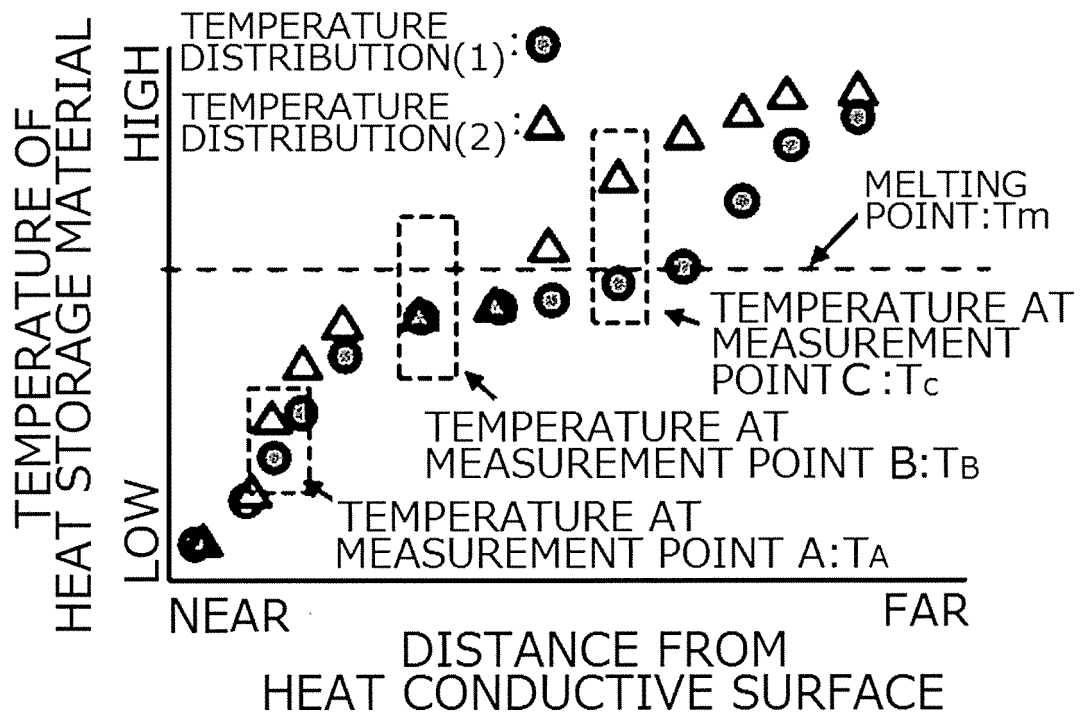 TEMPERATURE
DISTRIBUTION(1) :
TEMPERATURE
DISTRIBUTION(2) :
TEMPERATURE OF
HEAT STORAGE MATERIAL
HIGH
LOW
MELTING
POINT:Tm
TEMPERATURE AT
MEASUREMENT
POINT C :Tc
TEMPERATURE AT
MEASUREMENT POINT B:TB
TEMPERATURE AT
MEASUREMENT POINT A:TA
NEAR
FAR
DISTANCE FROM
HEAT CONDUCTIVE SURFACE